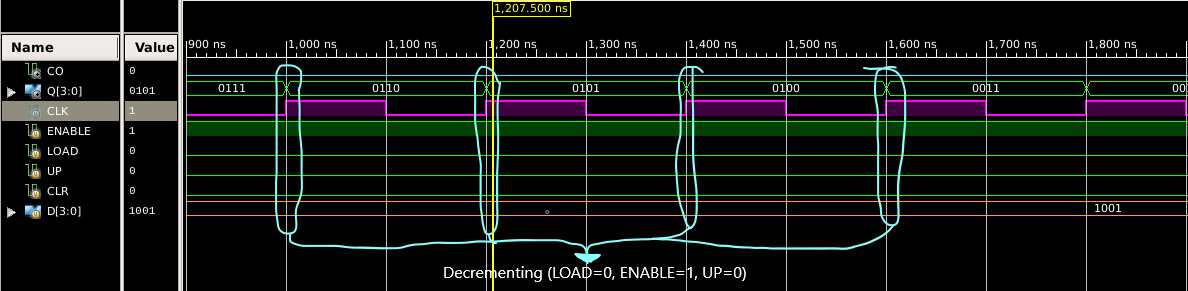 1,207.500 ns
Name Value 900 ns 1,000 ns 1,100 ns 1,200 ns 1,300 ns 1,400 ns 1,500 ns 1,600 ns 1,700 ns 1,800 ns
CO 0
Q[3:0] 0101 0111 0110 0101 0100 0011
CLK 1
ENABLE 1
LOAD 0
UP 0
CLR 0
D[3:0] 1001 1001
Decrementing (LOAD=0, ENABLE=1, UP=0)